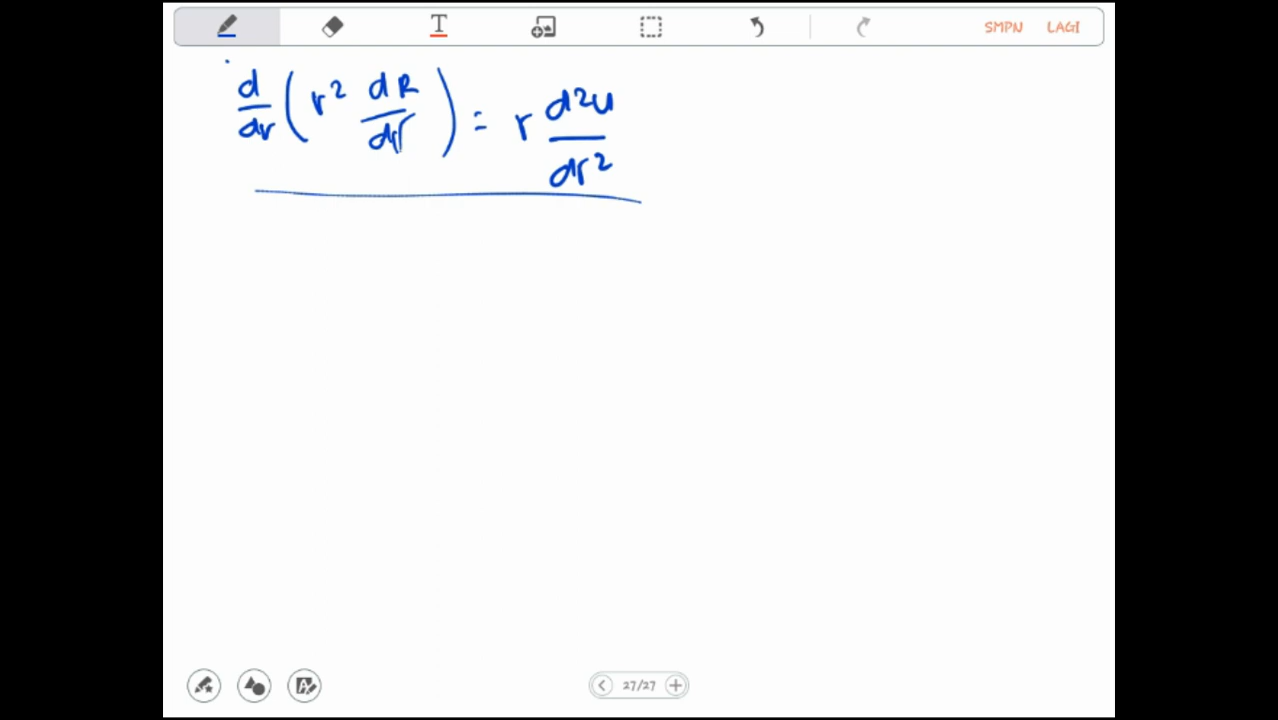 T SMPN LAGI
d/dr ( r² dR/dr ) = r d²u/dr²
27/27